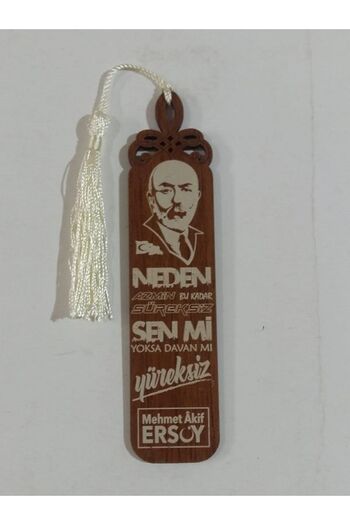 NEDEN
AZMİN BU KADAR
SÜREKSİZ
SEN Mİ
YOKSA DAVAN MI
yüreksiz
Mehmet Âkif
ERSOY